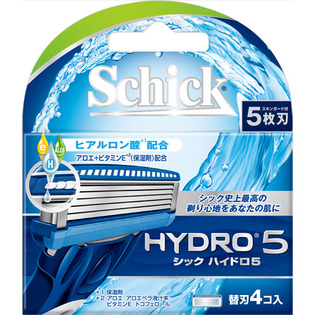 Schick
スキンガード付
5枚刃
ヒアルロン酸*1配合
アロエ+ビタミンE*2(保湿剤)配合
e
ALOE
H
シック史上最高の
剃り心地をあなたの肌に
HYDRO® 5
シック ハイドロ5
*1 保湿剤
*2 アロエ:アロエベラ液汁末
ビタミンE:トコフェロール
替刃4コ入